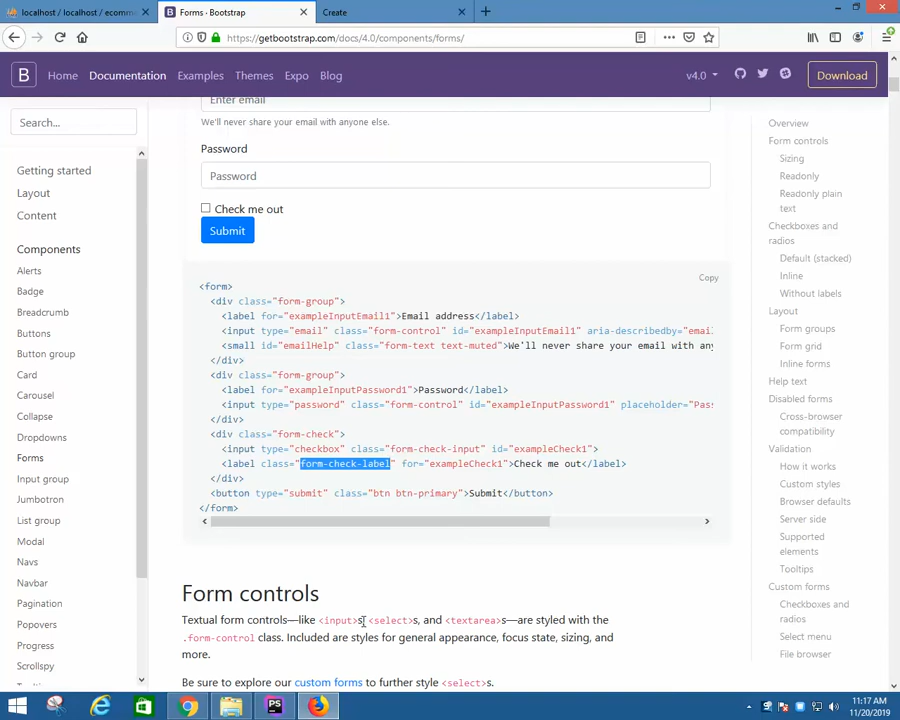 localhost / localhost / ecomm
Forms · Bootstrap
Create
https://getbootstrap.com/docs/4.0/components/forms/
B Home Documentation Examples Themes Expo Blog v4.0 Download
Search...
Getting started
Layout
Content
Components
Alerts
Badge
Breadcrumb
Buttons
Button group
Card
Carousel
Collapse
Dropdowns
Forms
Input group
Jumbotron
List group
Modal
Navs
Navbar
Pagination
Popovers
Progress
Scrollspy
Enter email
We'll never share your email with anyone else.
Password
Password
Check me out
Submit
Copy
<form>
<div class="form-group">
<label for="exampleInputEmail1">Email address</label>
<input type="email" class="form-control" id="exampleInputEmail1" aria-describedby="emai
<small id="emailHelp" class="form-text text-muted">We'll never share your email with any
</div>
<div class="form-group">
<label for="exampleInputPassword1">Password</label>
<input type="password" class="form-control" id="exampleInputPassword1" placeholder="Pas
</div>
<div class="form-check">
<input type="checkbox" class="form-check-input" id="exampleCheck1">
<label class="form-check-label" for="exampleCheck1">Check me out</label>
</div>
<button type="submit" class="btn btn-primary">Submit</button>
</form>
Form controls
Textual form controls—like <input>s, <select>s, and <textarea>s—are styled with the
.form-control class. Included are styles for general appearance, focus state, sizing, and
more.
Be sure to explore our custom forms to further style <select>s.
Overview
Form controls
Sizing
Readonly
Readonly plain
text
Checkboxes and
radios
Default (stacked)
Inline
Without labels
Layout
Form groups
Form grid
Inline forms
Help text
Disabled forms
Cross-browser
compatibility
Validation
How it works
Custom styles
Browser defaults
Server side
Supported
elements
Tooltips
Custom forms
Checkboxes and
radios
Select menu
File browser
PS
11:17 AM
11/20/2019